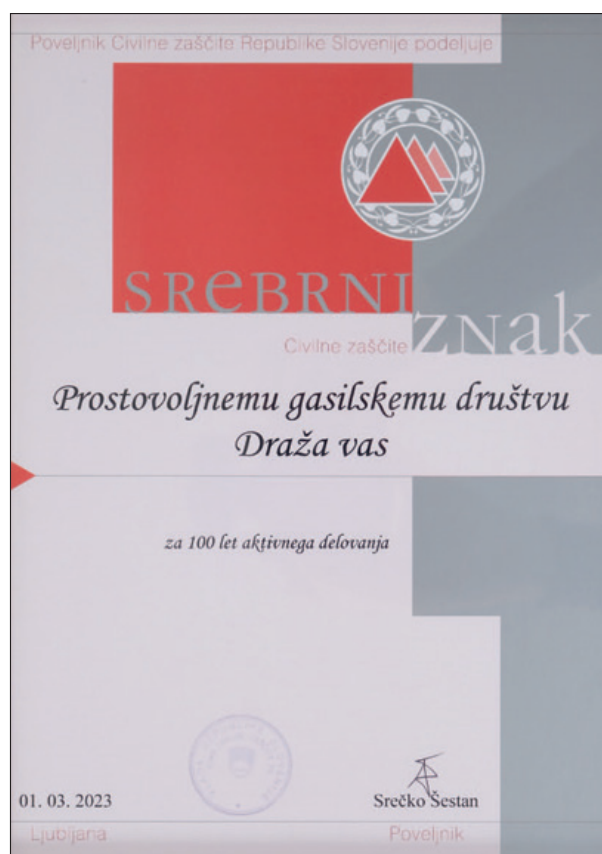 Poveljnik Civilne zaščite Republike Slovenije podeljuje
SREBRNI
Civilne zaščite ZNAK
Prostovoljnemu gasilskemu društvu
Draža vas
za 100 let aktivnega delovanja
01. 03. 2023
Srečko Šestan
Ljubljana
Poveljnik